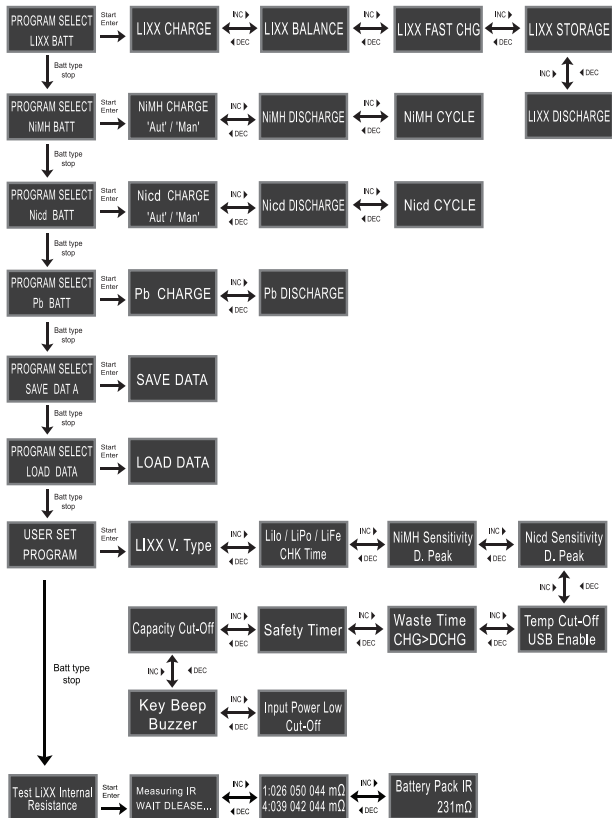 PROGRAM SELECT
LIXX BATT
Start
Enter
LIXX CHARGE
INC
DEC
LIXX BALANCE
INC
DEC
LIXX FAST CHG
INC
DEC
LIXX STORAGE
Batt type
stop
INC
DEC
LIXX DISCHARGE
PROGRAM SELECT
NiMH BATT
Start
Enter
NiMH CHARGE
'Aut' / 'Man'
INC
DEC
NiMH DISCHARGE
INC
DEC
NiMH CYCLE
Batt type
stop
PROGRAM SELECT
Nicd BATT
Start
Enter
Nicd CHARGE
'Aut' / 'Man'
INC
DEC
Nicd DISCHARGE
INC
DEC
Nicd CYCLE
Batt type
stop
PROGRAM SELECT
Pb BATT
Start
Enter
Pb CHARGE
INC
DEC
Pb DISCHARGE
Batt type
stop
PROGRAM SELECT
SAVE DAT A
Start
Enter
SAVE DATA
Batt type
stop
PROGRAM SELECT
LOAD DATA
Start
Enter
LOAD DATA
Batt type
stop
USER SET
PROGRAM
Start
Enter
LIXX V. Type
INC
DEC
LiIo / LiPo / LiFe
CHK Time
INC
DEC
NiMH Sensitivity
D. Peak
INC
DEC
Nicd Sensitivity
D. Peak
INC
DEC
Capacity Cut-Off
INC
DEC
Safety Timer
INC
DEC
Waste Time
CHG>DCHG
INC
DEC
Temp Cut-Off
USB Enable
INC
DEC
Batt type
stop
Key Beep
Buzzer
INC
DEC
Input Power Low
Cut-Off
Test LiXX Internal
Resistance
Start
Enter
Measuring IR
WAIT DLEASE...
INC
DEC
1:026 050 044 mΩ
4:039 042 044 mΩ
INC
DEC
Battery Pack IR
231mΩ